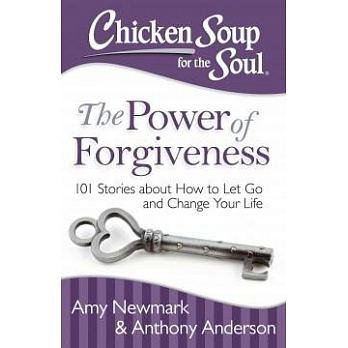 Chicken Soup
for the
Soul®
The Power of
Forgiveness
101 Stories about How to Let Go
and Change Your Life
Amy Newmark
& Anthony Anderson